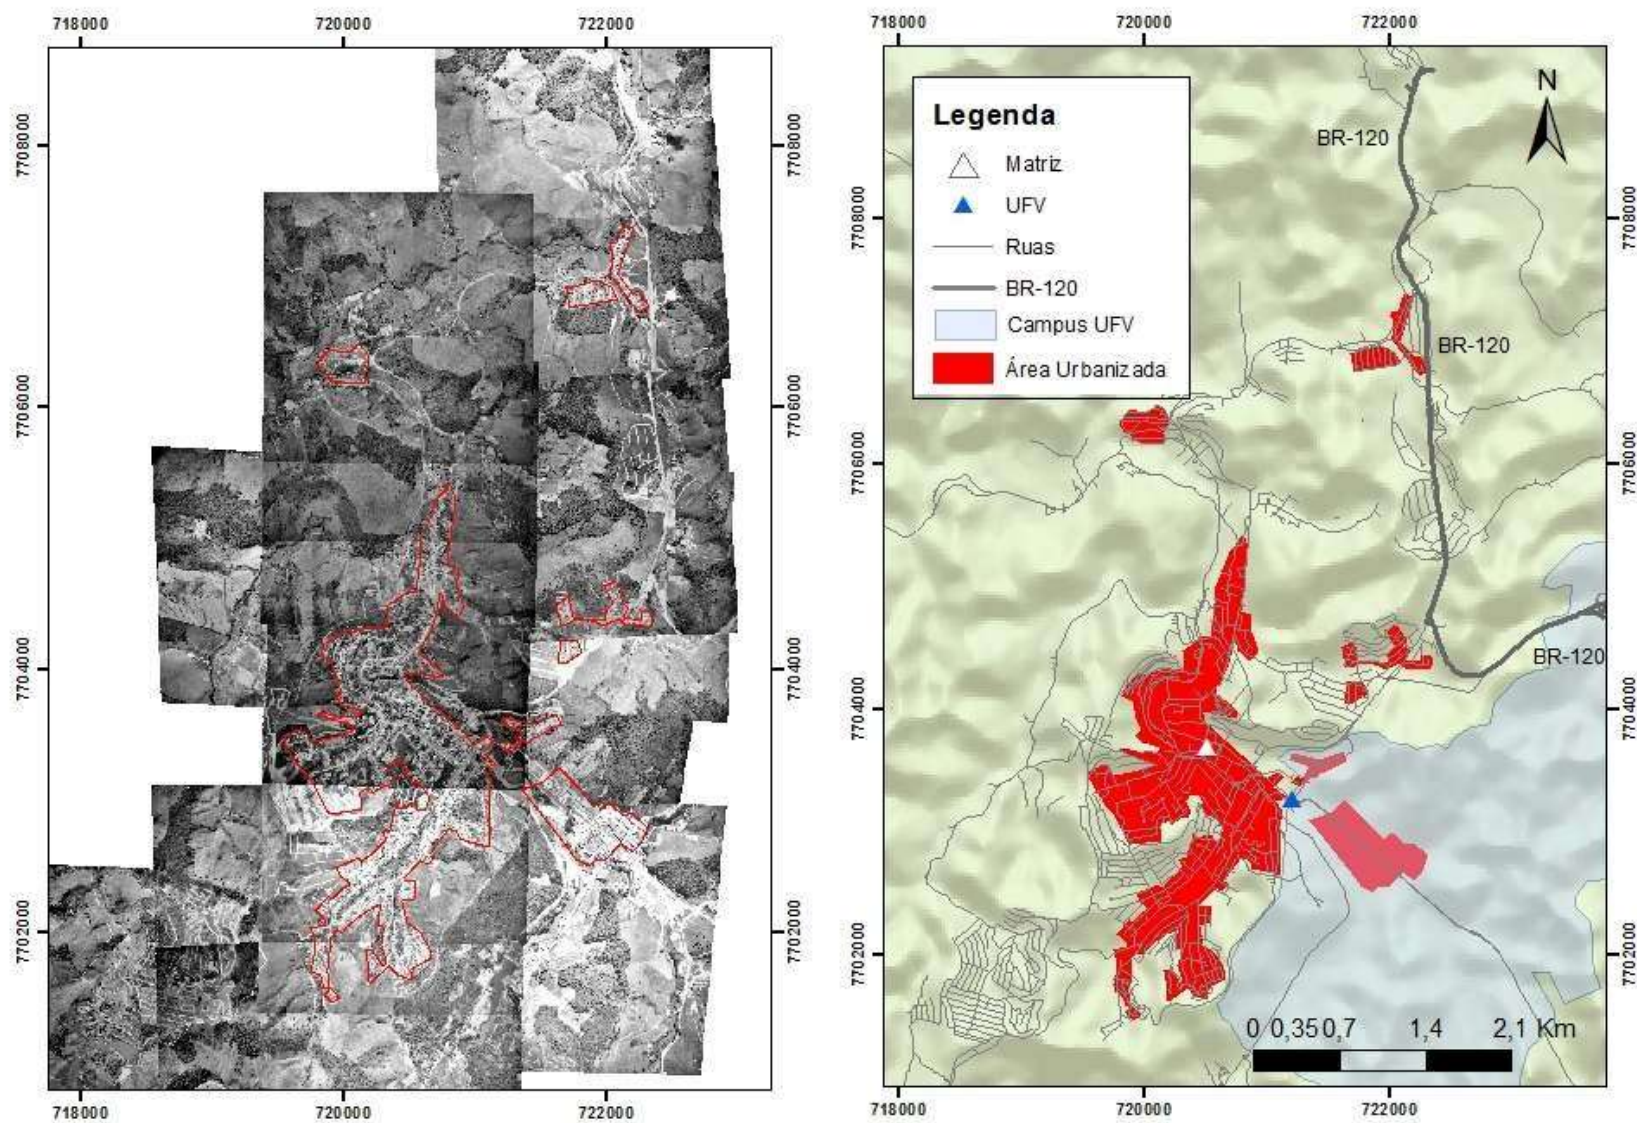 718000 720000 722000
7708000 7708000
7706000 7706000
7704000 7704000
7702000 7702000
718000 720000 722000
718000 720000 722000
Legenda
Matriz
UFV
Ruas
BR-120
Campus UFV
Área Urbanizada
N
BR-120
BR-120
BR-120
7708000 7708000
7706000 7706000
7704000 7704000
7702000 7702000
0 0,35 0,7 1,4 2,1 Km
718000 720000 722000